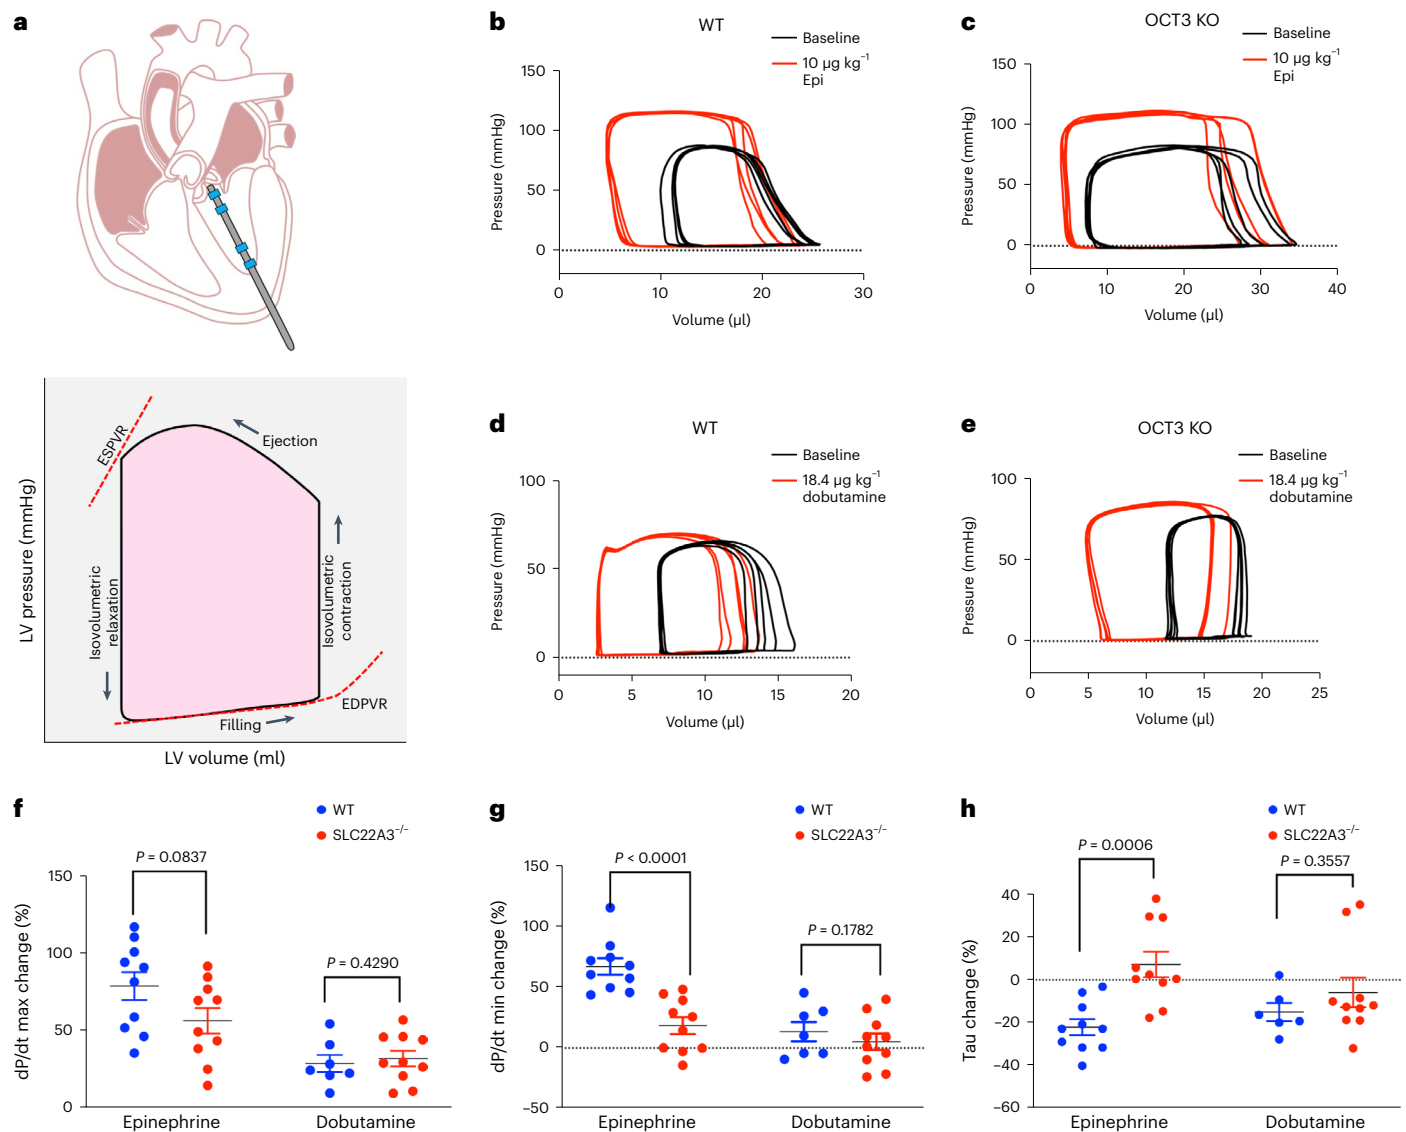 a
ESPVR
Ejection
Isovolumetric
relaxation
Isovolumetric
contraction
Filling
EDPVR
LV pressure (mmHg)
LV volume (ml)
b
WT
Baseline
10 µg kg⁻¹
Epi
Pressure (mmHg)
150
100
50
0
0 10 20 30
Volume (µl)
c
OCT3 KO
Baseline
10 µg kg⁻¹
Epi
Pressure (mmHg)
150
100
50
0
0 10 20 30 40
Volume (µl)
d
WT
Baseline
18.4 µg kg⁻¹
dobutamine
Pressure (mmHg)
100
50
0
0 5 10 15 20
Volume (µl)
e
OCT3 KO
Baseline
18.4 µg kg⁻¹
dobutamine
Pressure (mmHg)
100
50
0
0 5 10 15 20 25
Volume (µl)
f
WT
SLC22A3⁻/⁻
P = 0.0837
P = 0.4290
dP/dt max change (%)
150
100
50
0
Epinephrine Dobutamine
g
WT
SLC22A3⁻/⁻
P < 0.0001
P = 0.1782
dP/dt min change (%)
150
100
50
0
−50
Epinephrine Dobutamine
h
WT
SLC22A3⁻/⁻
P = 0.0006
P = 0.3557
Tau change (%)
40
20
0
−20
−40
−60
Epinephrine Dobutamine